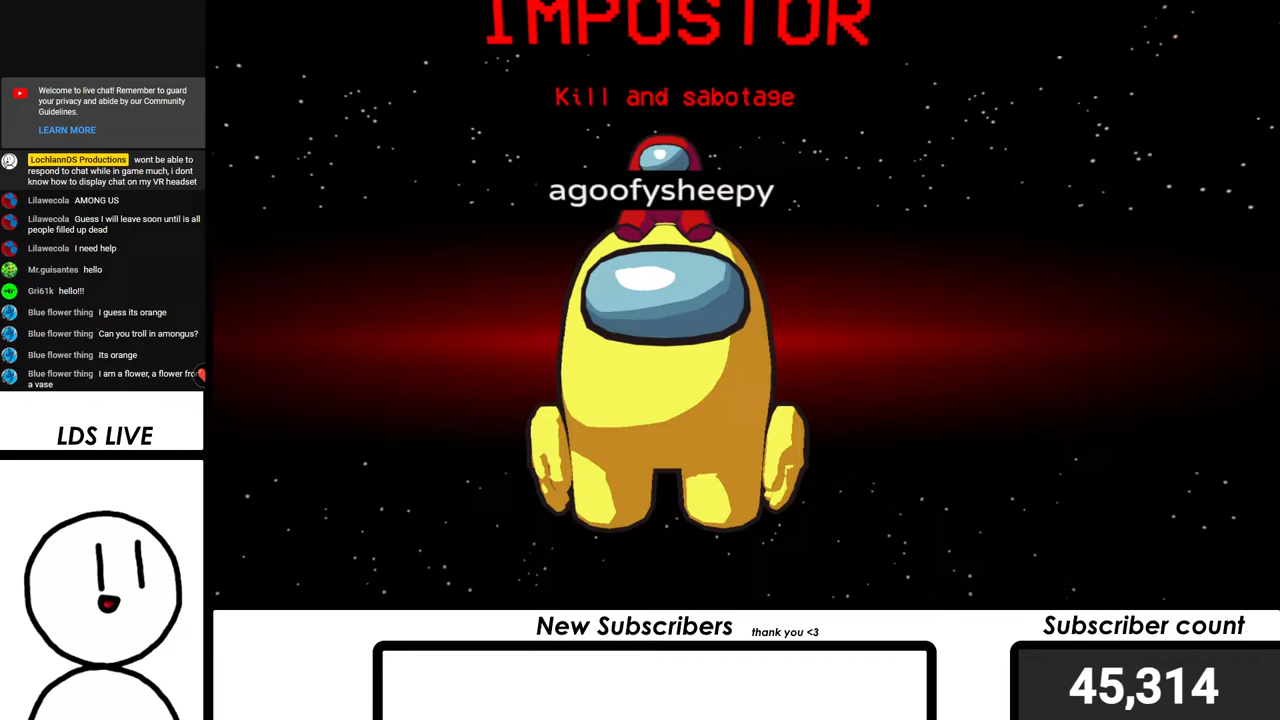 IMPOSTOR
Kill and sabotage
agoofysheepy
Welcome to live chat! Remember to guard
your privacy and abide by our Community
Guidelines.
LEARN MORE
LochlannDS Productions wont be able to
respond to chat while in game much, i dont
know how to display chat on my VR headset
Lilawecola AMONG US
Lilawecola Guess I will leave soon until is all
people filled up dead
Lilawecola I need help
Mr.guisantes hello
Gri61k hello!!!
Blue flower thing I guess its orange
Blue flower thing Can you troll in amongus?
Blue flower thing Its orange
Blue flower thing I am a flower, a flower from
a vase
LDS LIVE
New Subscribers thank you <3
Subscriber count
45,314